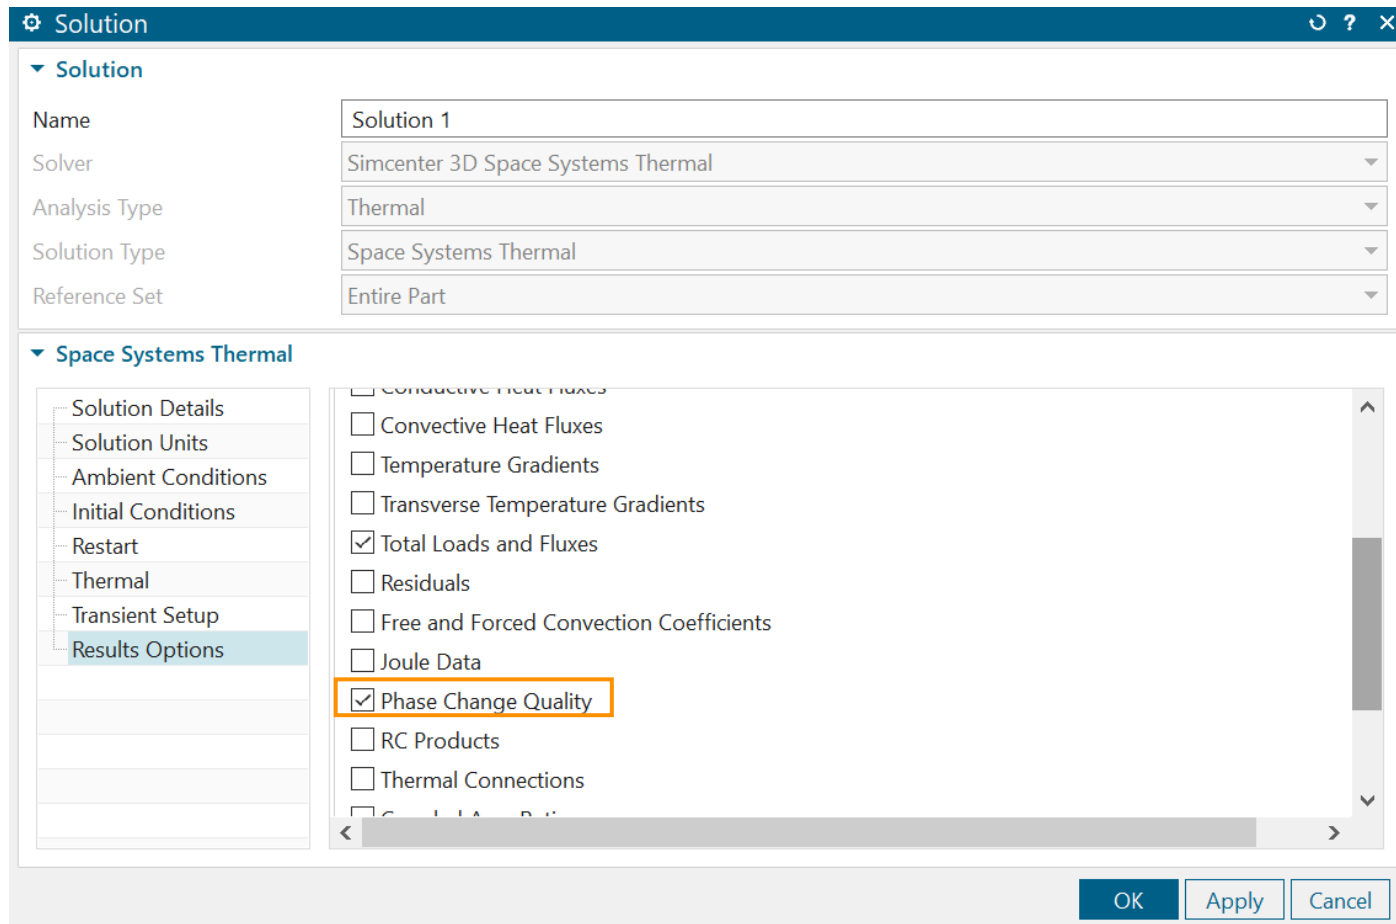 Solution
?
Solution
Name
Solution 1
Solver
Simcenter 3D Space Systems Thermal
Analysis Type
Thermal
Solution Type
Space Systems Thermal
Reference Set
Entire Part
Space Systems Thermal
Solution Details
Solution Units
Ambient Conditions
Initial Conditions
Restart
Thermal
Transient Setup
Results Options
Conductive Heat Fluxes
Convective Heat Fluxes
Temperature Gradients
Transverse Temperature Gradients
Total Loads and Fluxes
Residuals
Free and Forced Convection Coefficients
Joule Data
Phase Change Quality
RC Products
Thermal Connections
OK
Apply
Cancel